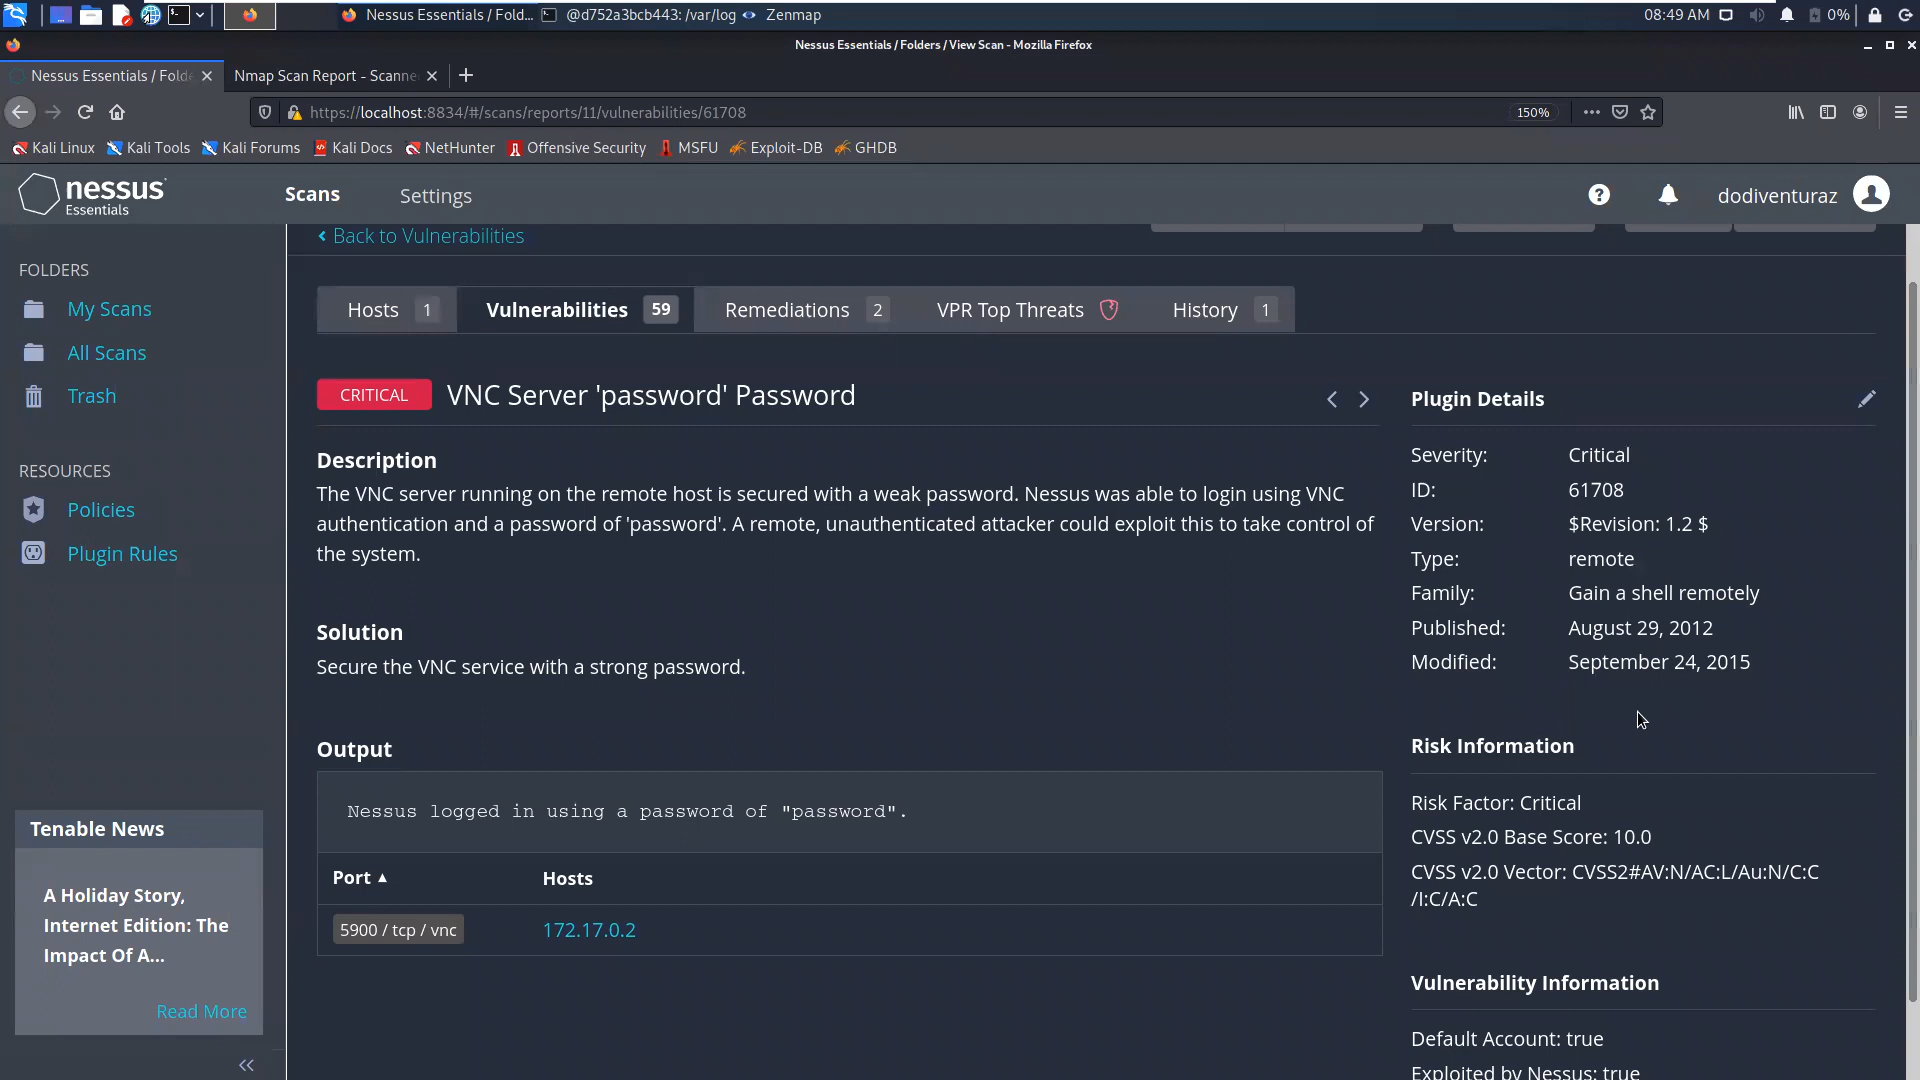 Nessus Essentials / Fold...
@d752a3bcb443: /var/log
Zenmap
08:49 AM
0%
Nessus Essentials / Folders / View Scan - Mozilla Firefox
Nessus Essentials / Folde
Nmap Scan Report - Scanne
https://localhost:8834/#/scans/reports/11/vulnerabilities/61708
150%
Kali Linux
Kali Tools
Kali Forums
Kali Docs
NetHunter
Offensive Security
MSFU
Exploit-DB
GHDB
nessus
Essentials
Scans
Settings
dodiventuraz
FOLDERS
My Scans
All Scans
Trash
RESOURCES
Policies
Plugin Rules
Tenable News
A Holiday Story,
Internet Edition: The
Impact Of A...
Read More
Back to Vulnerabilities
Hosts 1
Vulnerabilities 59
Remediations 2
VPR Top Threats
History 1
CRITICAL
VNC Server 'password' Password
Description
The VNC server running on the remote host is secured with a weak password. Nessus was able to login using VNC
authentication and a password of 'password'. A remote, unauthenticated attacker could exploit this to take control of
the system.
Solution
Secure the VNC service with a strong password.
Output
Nessus logged in using a password of "password".
Port Hosts
5900 / tcp / vnc 172.17.0.2
Plugin Details
Severity: Critical
ID: 61708
Version: $Revision: 1.2 $
Type: remote
Family: Gain a shell remotely
Published: August 29, 2012
Modified: September 24, 2015
Risk Information
Risk Factor: Critical
CVSS v2.0 Base Score: 10.0
CVSS v2.0 Vector: CVSS2#AV:N/AC:L/Au:N/C:C
/I:C/A:C
Vulnerability Information
Default Account: true
Exploited by Nessus: true